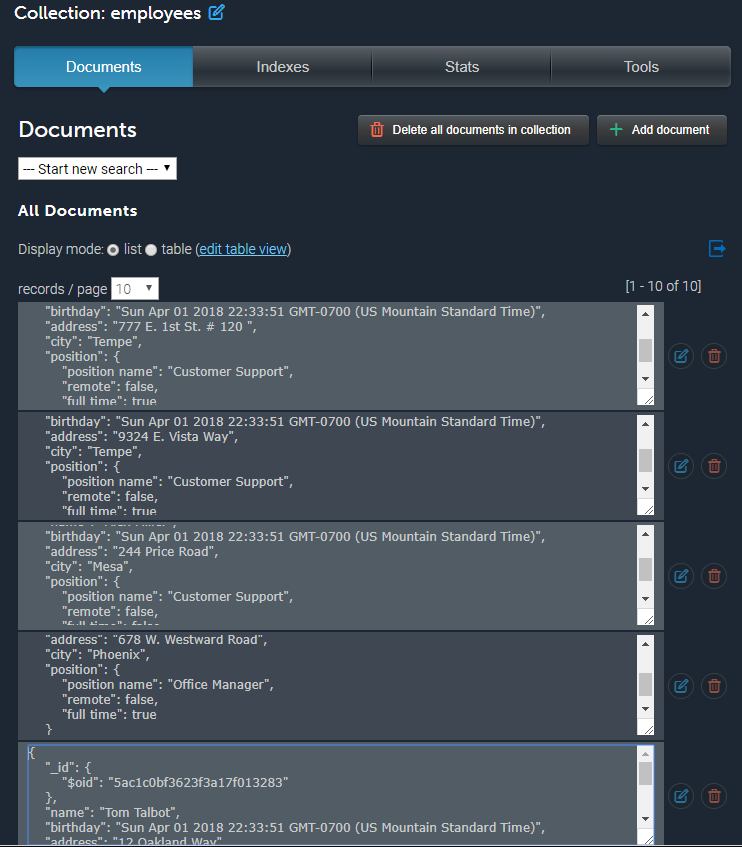 Collection: employees
Documents
Indexes
Stats
Tools
Documents
Delete all documents in collection
Add document
--- Start new search ---
All Documents
Display mode: list table (edit table view)
records / page 10
[1 - 10 of 10]
"birthday": "Sun Apr 01 2018 22:33:51 GMT-0700 (US Mountain Standard Time)",
"address": "777 E. 1st St. # 120 ",
"city": "Tempe",
"position": {
"position name": "Customer Support",
"remote": false,
"full time": true
"birthday": "Sun Apr 01 2018 22:33:51 GMT-0700 (US Mountain Standard Time)",
"address": "9324 E. Vista Way",
"city": "Tempe",
"position": {
"position name": "Customer Support",
"remote": false,
"full time": true
"birthday": "Sun Apr 01 2018 22:33:51 GMT-0700 (US Mountain Standard Time)",
"address": "244 Price Road",
"city": "Mesa",
"position": {
"position name": "Customer Support",
"remote": false,
"address": "678 W. Westward Road",
"city": "Phoenix",
"position": {
"position name": "Office Manager",
"remote": false,
"full time": true
}
{
"_id": {
"$oid": "5ac1c0bf3623f3a17f013283"
},
"name": "Tom Talbot",
"birthday": "Sun Apr 01 2018 22:33:51 GMT-0700 (US Mountain Standard Time)",
"address": "12 Oakland Way"